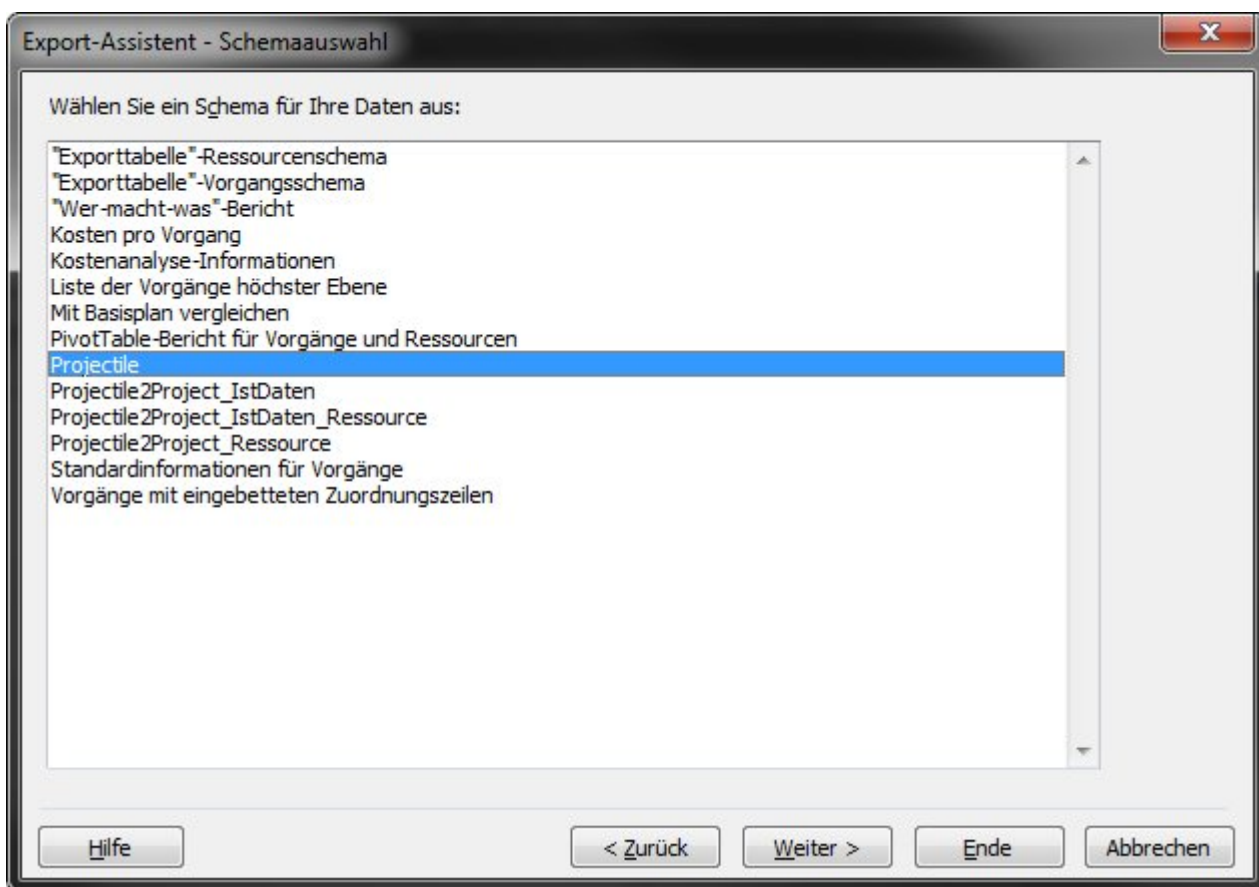 Export-Assistent - Schemaauswahl
Wählen Sie ein Schema für Ihre Daten aus:
"Exporttabelle"-Ressourcenschema
"Exporttabelle"-Vorgangsschema
"Wer-macht-was"-Bericht
Kosten pro Vorgang
Kostenanalyse-Informationen
Liste der Vorgänge höchster Ebene
Mit Basisplan vergleichen
PivotTable-Bericht für Vorgänge und Ressourcen
Projectile
Projectile2Project_IstDaten
Projectile2Project_IstDaten_Ressource
Projectile2Project_Ressource
Standardinformationen für Vorgänge
Vorgänge mit eingebetteten Zuordnungszeilen
Hilfe < Zurück Weiter > Ende Abbrechen